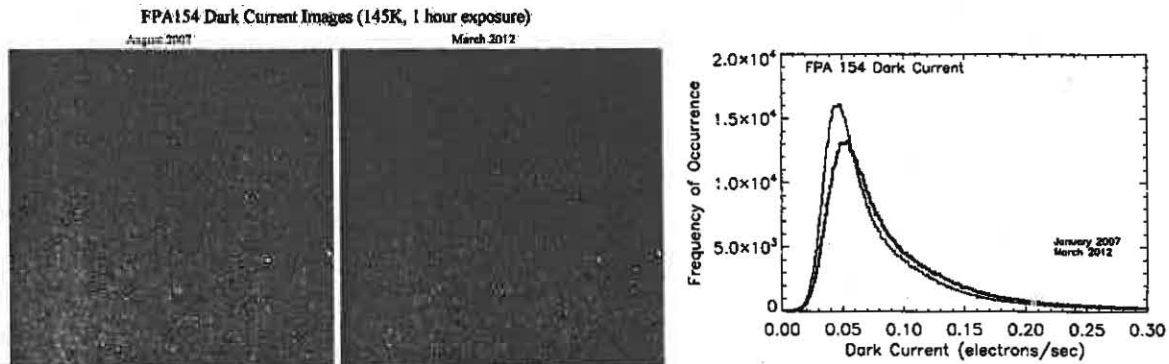 FPA154 Dark Current Images (145K, 1 hour exposure)
August 2007
March 2012
2.0×10⁴
1.5×10⁴
1.0×10⁴
5.0×10³
0
Frequency of Occurrence
FPA 154 Dark Current
January 2007
March 2012
0.00 0.05 0.10 0.15 0.20 0.25 0.30
Dark Current (electrons/sec)